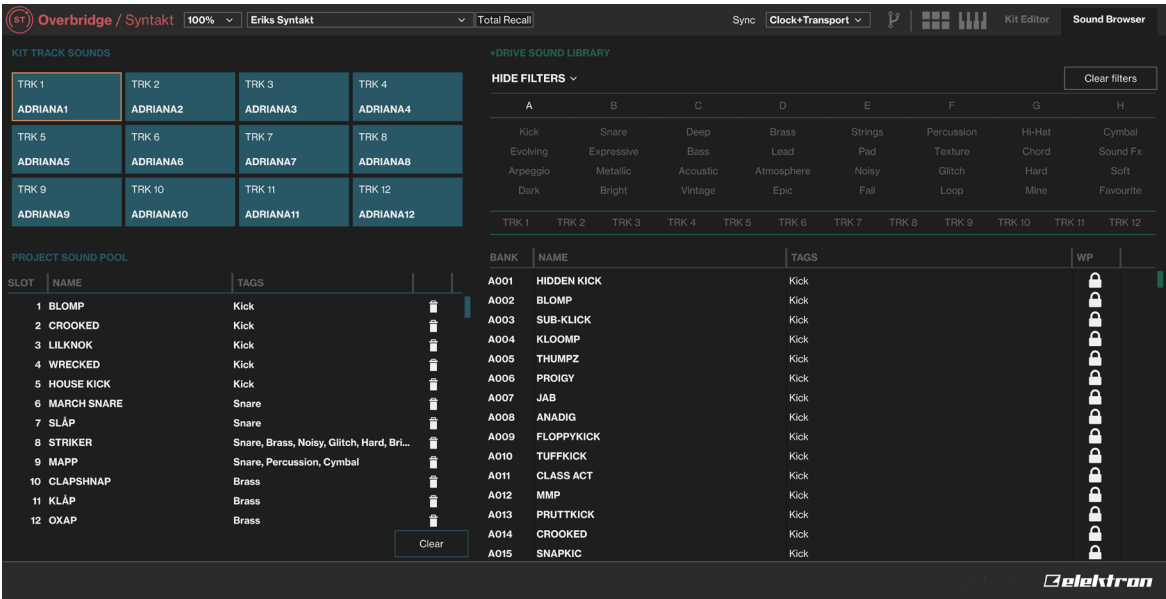 ST Overbridge / Syntakt 100% Eriks Syntakt Total Recall Sync Clock+Transport Kit Editor Sound Browser
KIT TRACK SOUNDS
TRK 1 TRK 2 TRK 3 TRK 4
ADRIANA1 ADRIANA2 ADRIANA3 ADRIANA4
TRK 5 TRK 6 TRK 7 TRK 8
ADRIANA5 ADRIANA6 ADRIANA7 ADRIANA8
TRK 9 TRK 10 TRK 11 TRK 12
ADRIANA9 ADRIANA10 ADRIANA11 ADRIANA12
PROJECT SOUND POOL
SLOT NAME TAGS
1 BLOMP Kick
2 CROOKED Kick
3 LILKNOK Kick
4 WRECKED Kick
5 HOUSE KICK Kick
6 MARCH SNARE Snare
7 SLÅP Snare
8 STRIKER Snare, Brass, Noisy, Glitch, Hard, Bri...
9 MAPP Snare, Percussion, Cymbal
10 CLAPSHNAP Brass
11 KLÅP Brass
12 OXAP Brass
Clear
+DRIVE SOUND LIBRARY
HIDE FILTERS Clear filters
A B C D E F G H
Kick Snare Deep Brass Strings Percussion Hi-Hat Cymbal
Evolving Expressive Bass Lead Pad Texture Chord Sound Fx
Arpeggio Metallic Acoustic Atmosphere Noisy Glitch Hard Soft
Dark Bright Vintage Epic Fail Loop Mine Favourite
TRK 1 TRK 2 TRK 3 TRK 4 TRK 5 TRK 6 TRK 7 TRK 8 TRK 9 TRK 10 TRK 11 TRK 12
BANK NAME TAGS WP
A001 HIDDEN KICK Kick
A002 BLOMP Kick
A003 SUB-KLICK Kick
A004 KLOOMP Kick
A005 THUMPZ Kick
A006 PROIGY Kick
A007 JAB Kick
A008 ANADIG Kick
A009 FLOPPYKICK Kick
A010 TUFFKICK Kick
A011 CLASS ACT Kick
A012 MMP Kick
A013 PRUTTKICK Kick
A014 CROOKED Kick
A015 SNAPKIC Kick
elektron